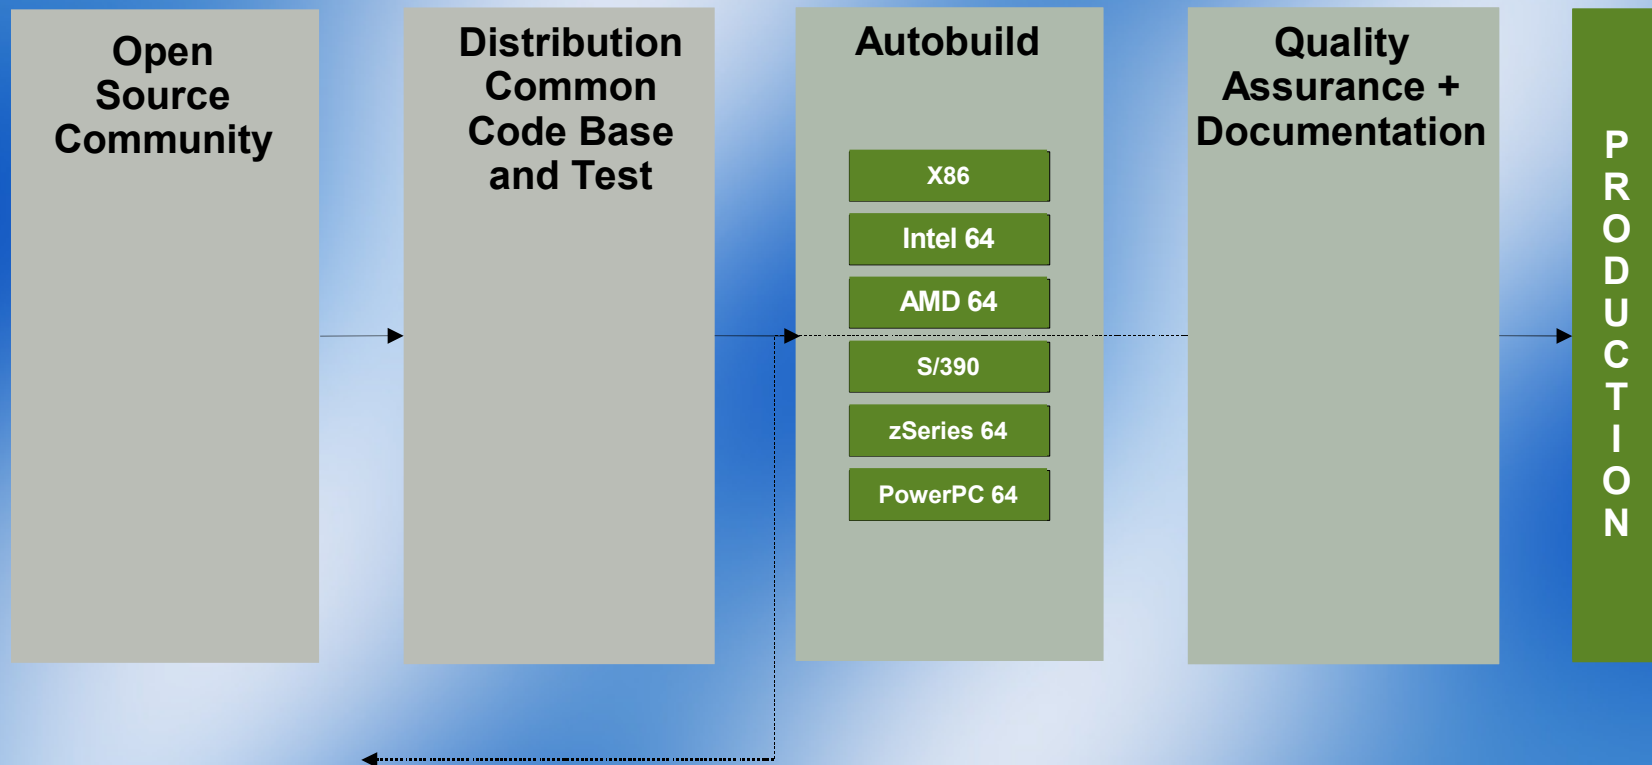 Open
Source
Community
Distribution
Common
Code Base
and Test
Autobuild
X86
Intel 64
AMD 64
S/390
zSeries 64
PowerPC 64
Quality
Assurance +
Documentation
P
R
O
D
U
C
T
I
O
N